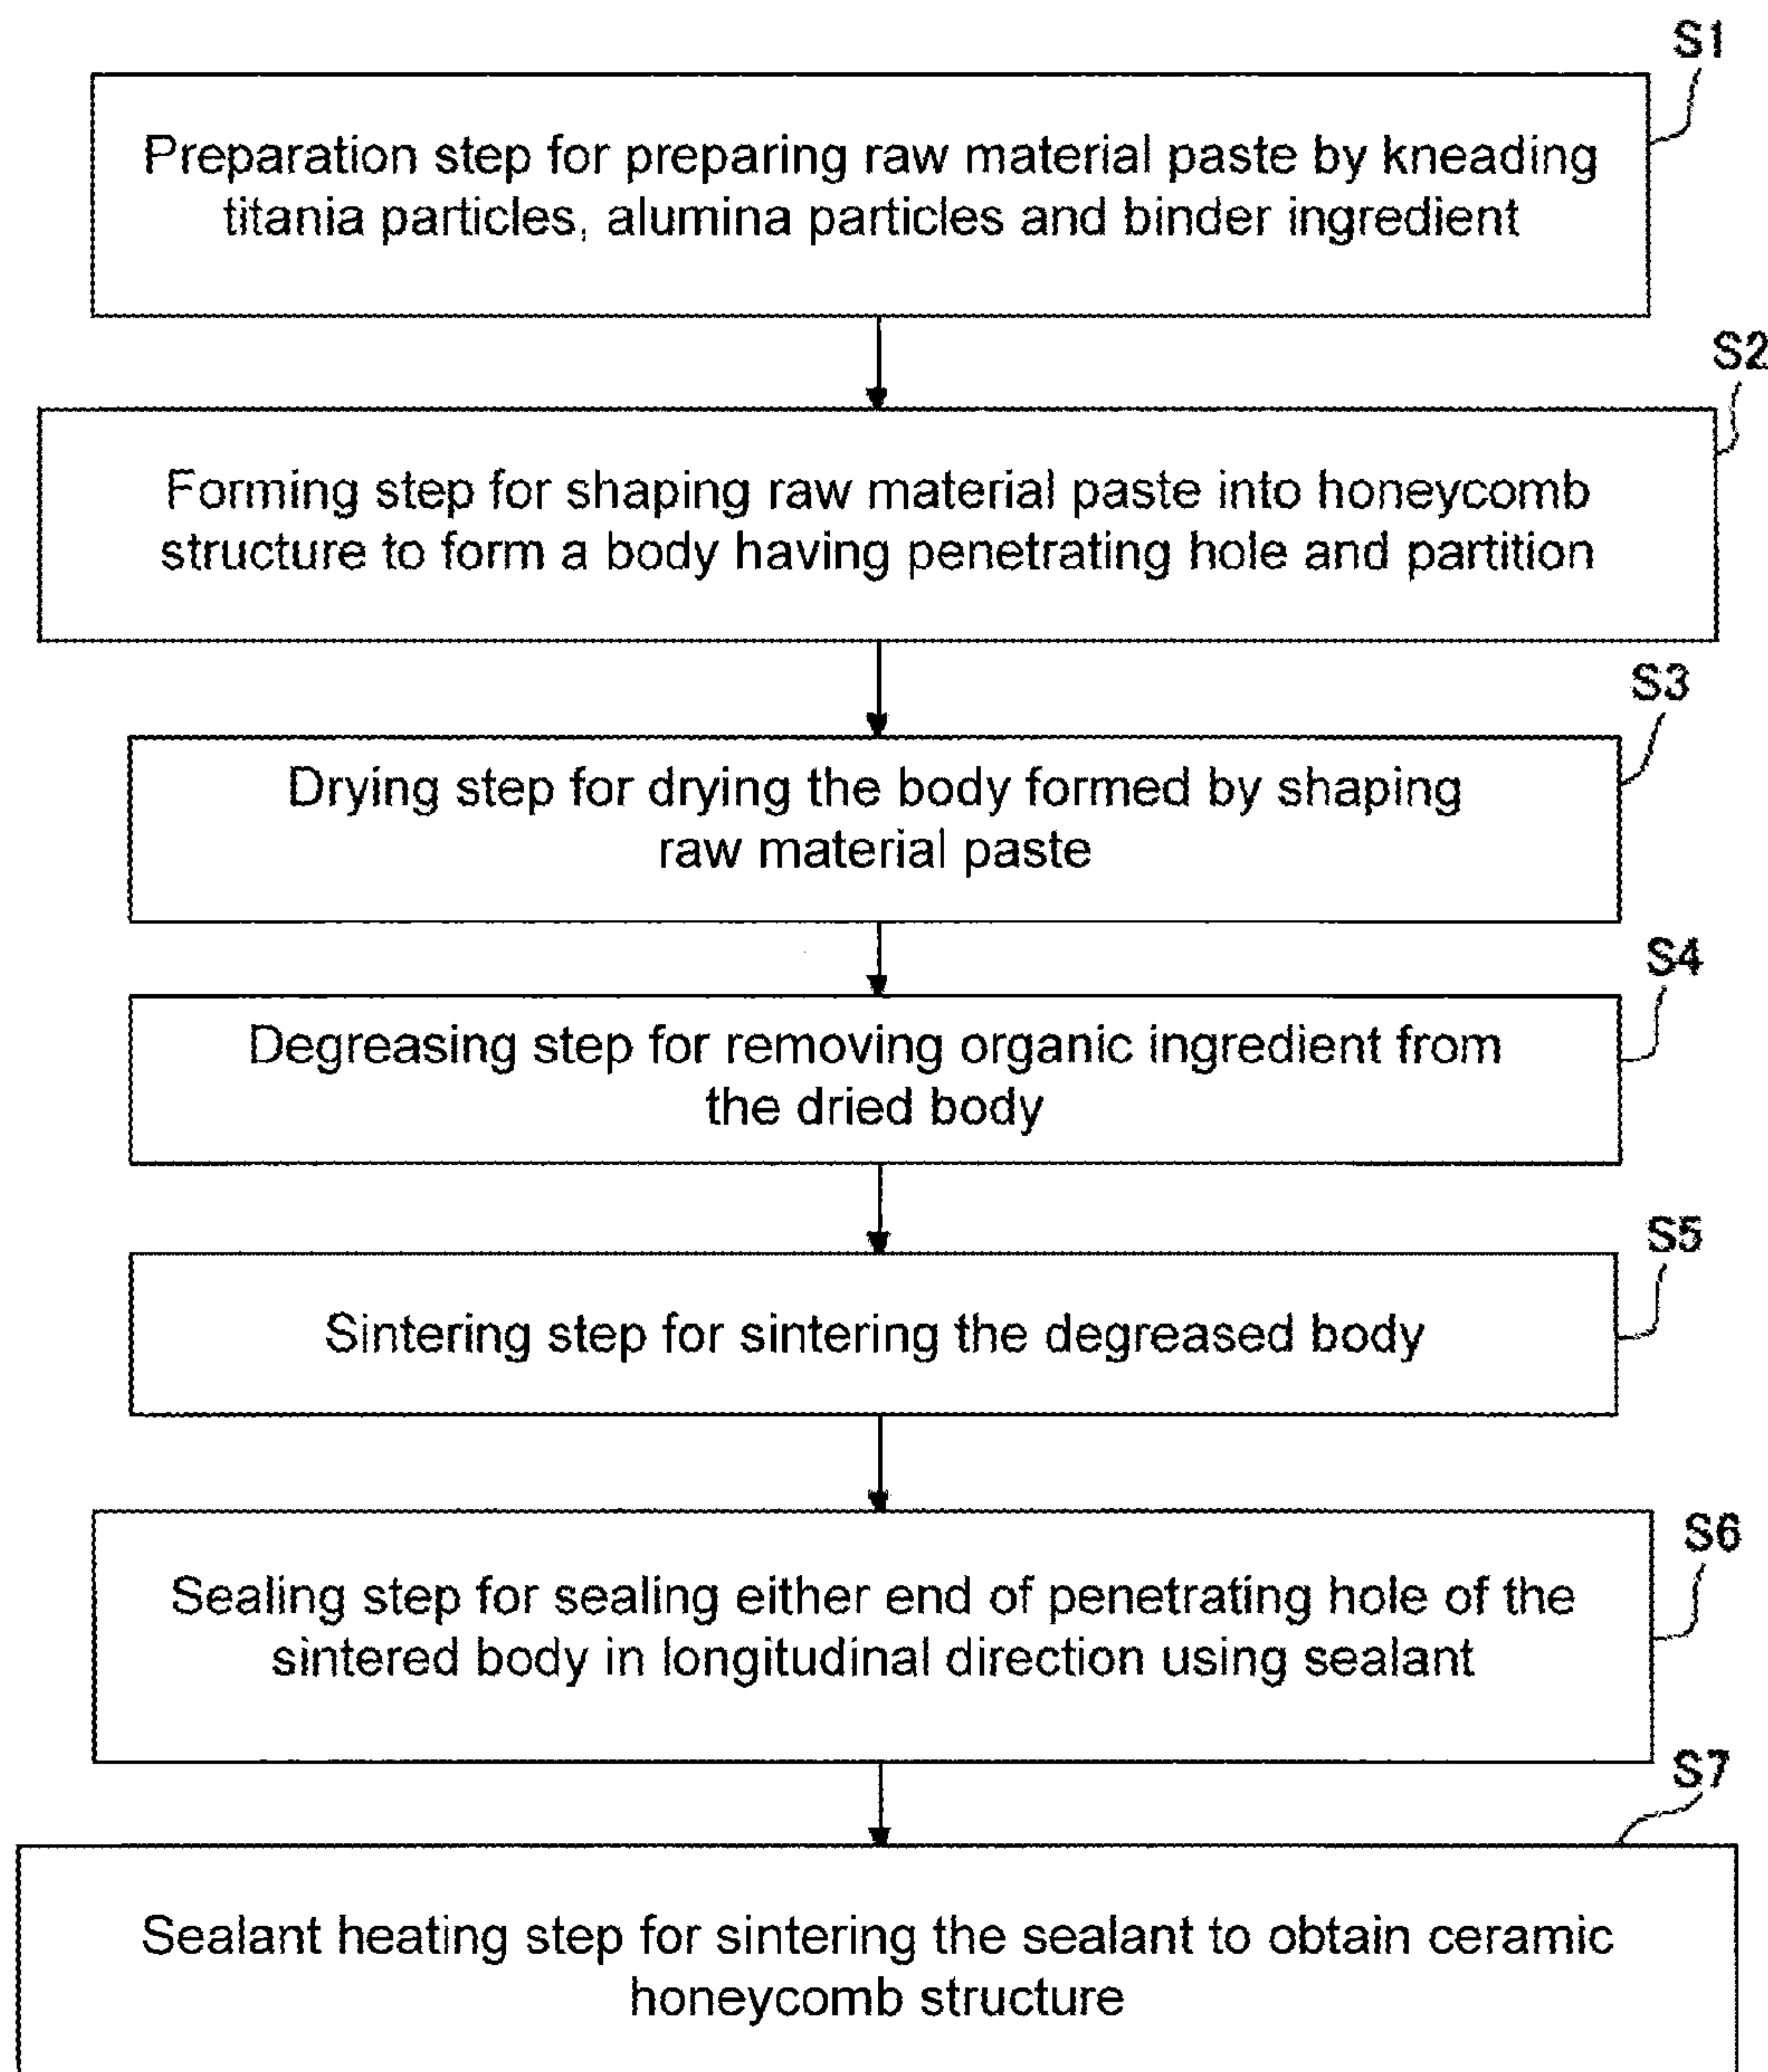 S1
Preparation step for preparing raw material paste by kneading
titania particles, alumina particles and binder ingredient
S2
Forming step for shaping raw material paste into honeycomb
structure to form a body having penetrating hole and partition
S3
Drying step for drying the body formed by shaping
raw material paste
S4
Degreasing step for removing organic ingredient from
the dried body
S5
Sintering step for sintering the degreased body
S6
Sealing step for sealing either end of penetrating hole of the
sintered body in longitudinal direction using sealant
S7
Sealant heating step for sintering the sealant to obtain ceramic
honeycomb structure